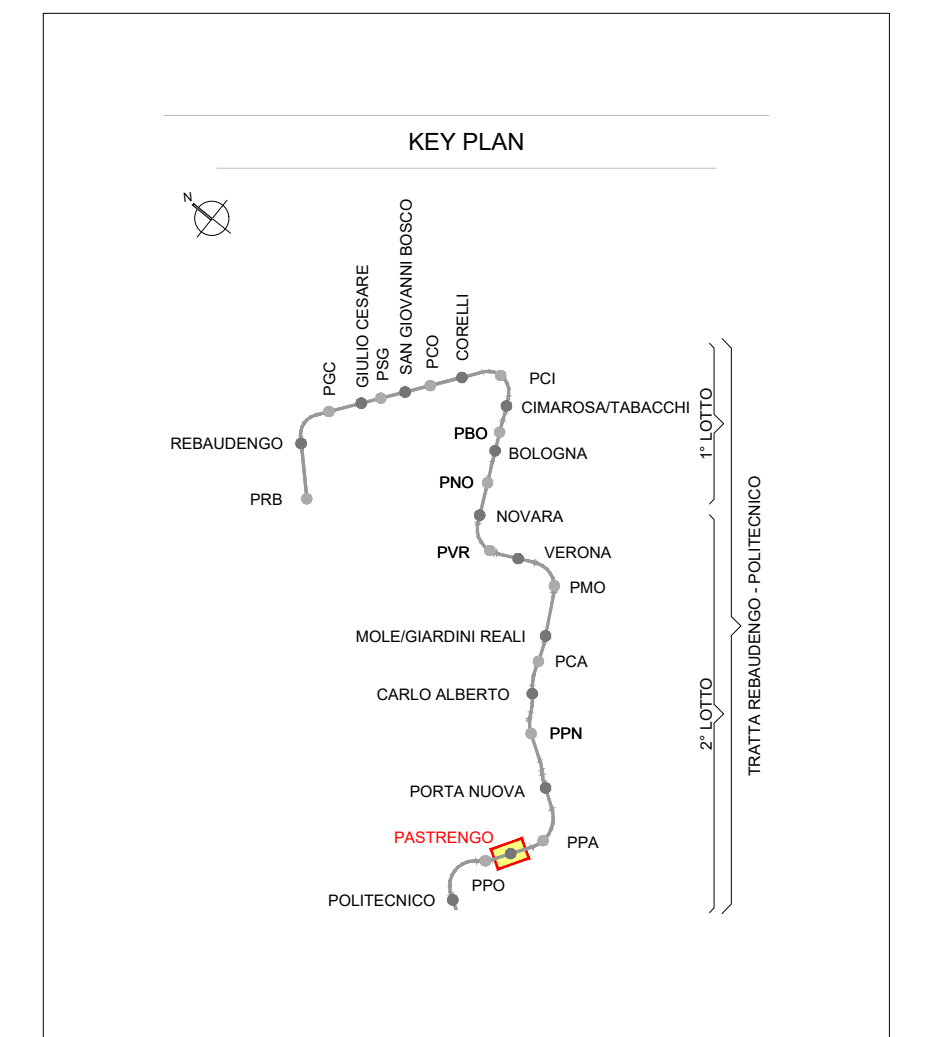 KEY PLAN
N
PGC
GIULIO CESARE
PSG
SAN GIOVANNI BOSCO
PCO
CORELLI
PCI
CIMAROSA/TABACCHI
PBO
REBAUDENGO
BOLOGNA
PNO
PRB
NOVARA
PVR
VERONA
PMO
MOLE/GIARDINI REALI
PCA
CARLO ALBERTO
PPN
PORTA NUOVA
PASTRENGO
PPA
PPO
POLITECNICO
1° LOTTO
2° LOTTO
TRATTA REBAUDENGO - POLITECNICO